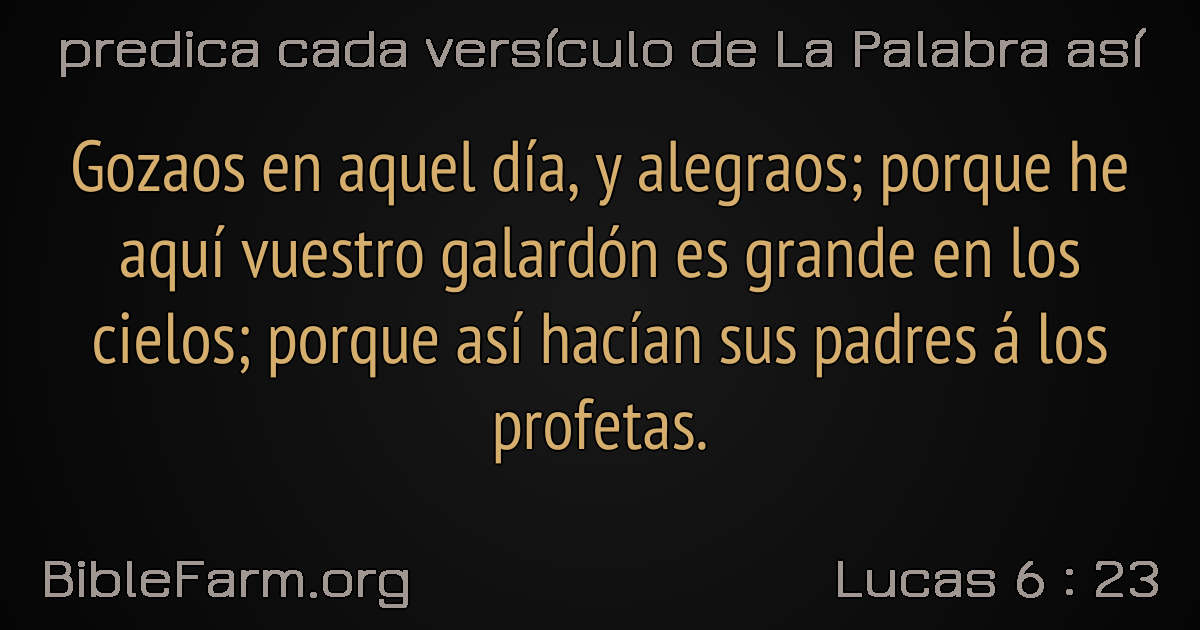 predica cada versículo de La Palabra así
Gozaos en aquel día, y alegraos; porque he
aquí vuestro galardón es grande en los
cielos; porque así hacían sus padres á los
profetas.
BibleFarm.org
Lucas 6 : 23